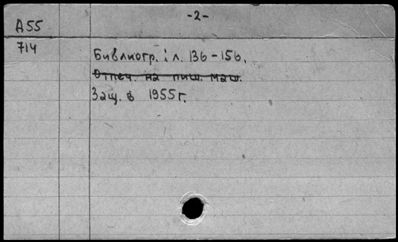 -2-
А55
714
Библиогр.: л. 136-156.
Отпеч. на пиш. маш.
Защ. в 1955г.